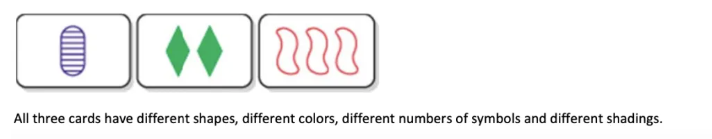 All three cards have different shapes, different colors, different numbers of symbols and different shadings.